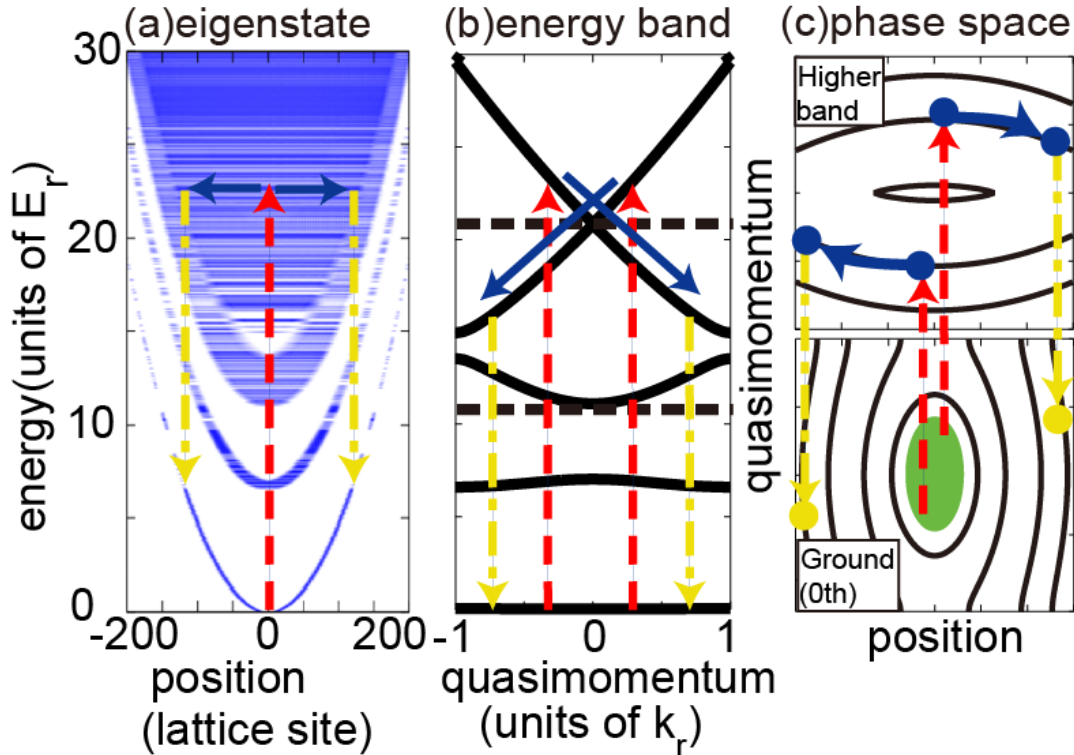 (a)eigenstate
(b)energy band
(c)phase space
energy(units of E_r)
30
20
10
0
-200
0
200
position
(lattice site)
-1
0
1
quasimomentum
(units of k_r)
quasimomentum
Higher
band
Ground
(0th)
position